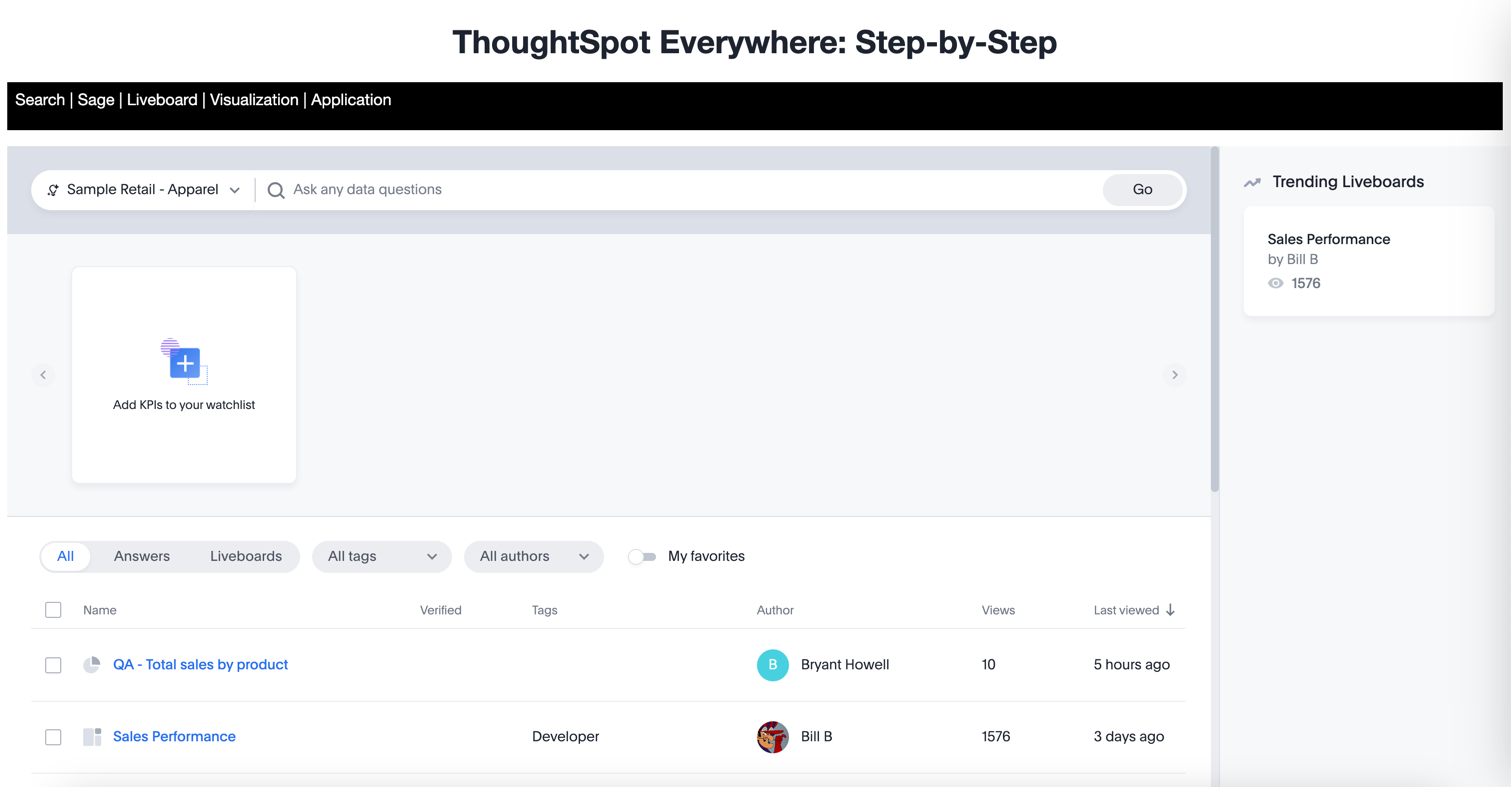 ThoughtSpot Everywhere: Step-by-Step
Search | Sage | Liveboard | Visualization | Application
Sample Retail - Apparel
Ask any data questions
Go
Add KPIs to your watchlist
All
Answers
Liveboards
All tags
All authors
My favorites
Name Verified Tags Author Views Last viewed
QA - Total sales by product B Bryant Howell 10 5 hours ago
Sales Performance Developer Bill B 1576 3 days ago
Trending Liveboards
Sales Performance
by Bill B
1576